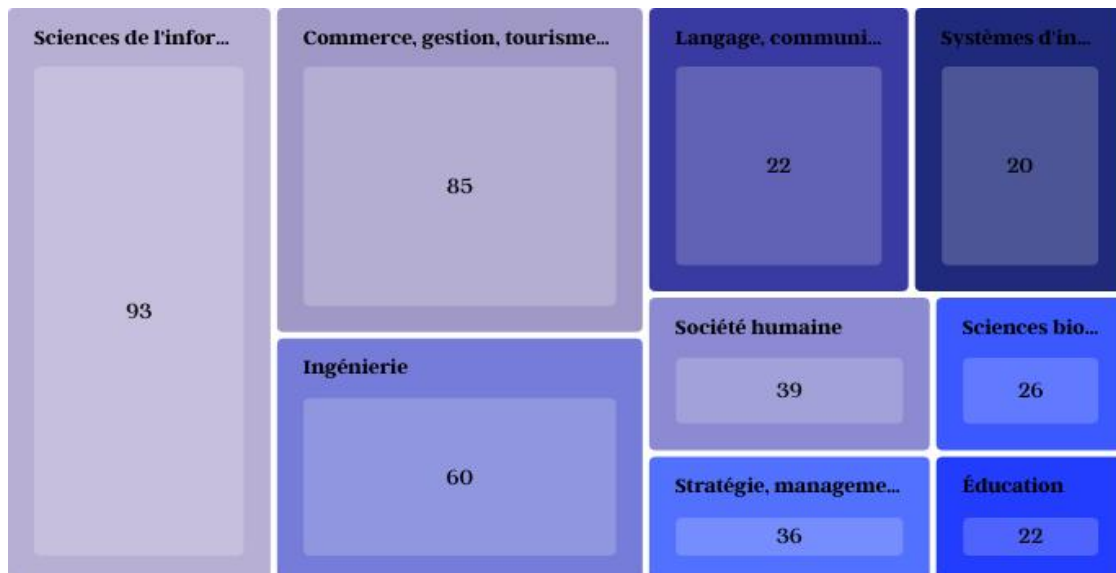 Sciences de l'infor...
93
Commerce, gestion, tourisme...
85
Ingénierie
60
Langage, communi...
22
Systèmes d'in...
20
Société humaine
39
Sciences bio...
26
Stratégie, manageme...
36
Éducation
22